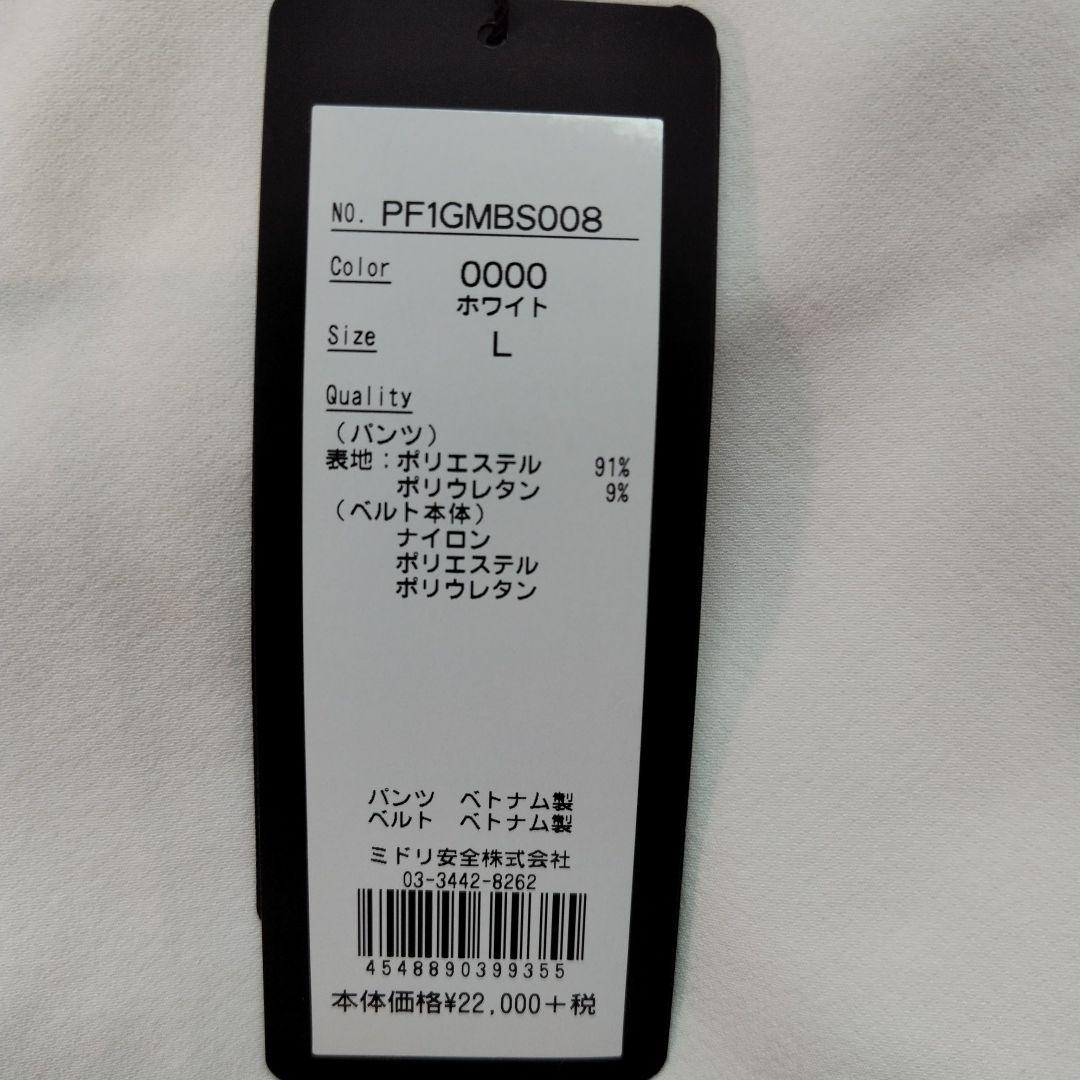 NO. PF1GMBS008
Color 0000
ホワイト
Size L
Quality
（パンツ）
表地：ポリエステル 91%
ポリウレタン 9%
（ベルト本体）
ナイロン
ポリエステル
ポリウレタン
パンツ ベトナム製
ベルト ベトナム製
ミドリ安全株式会社
03-3442-8262
4548890399355
本体価格¥22,000+税